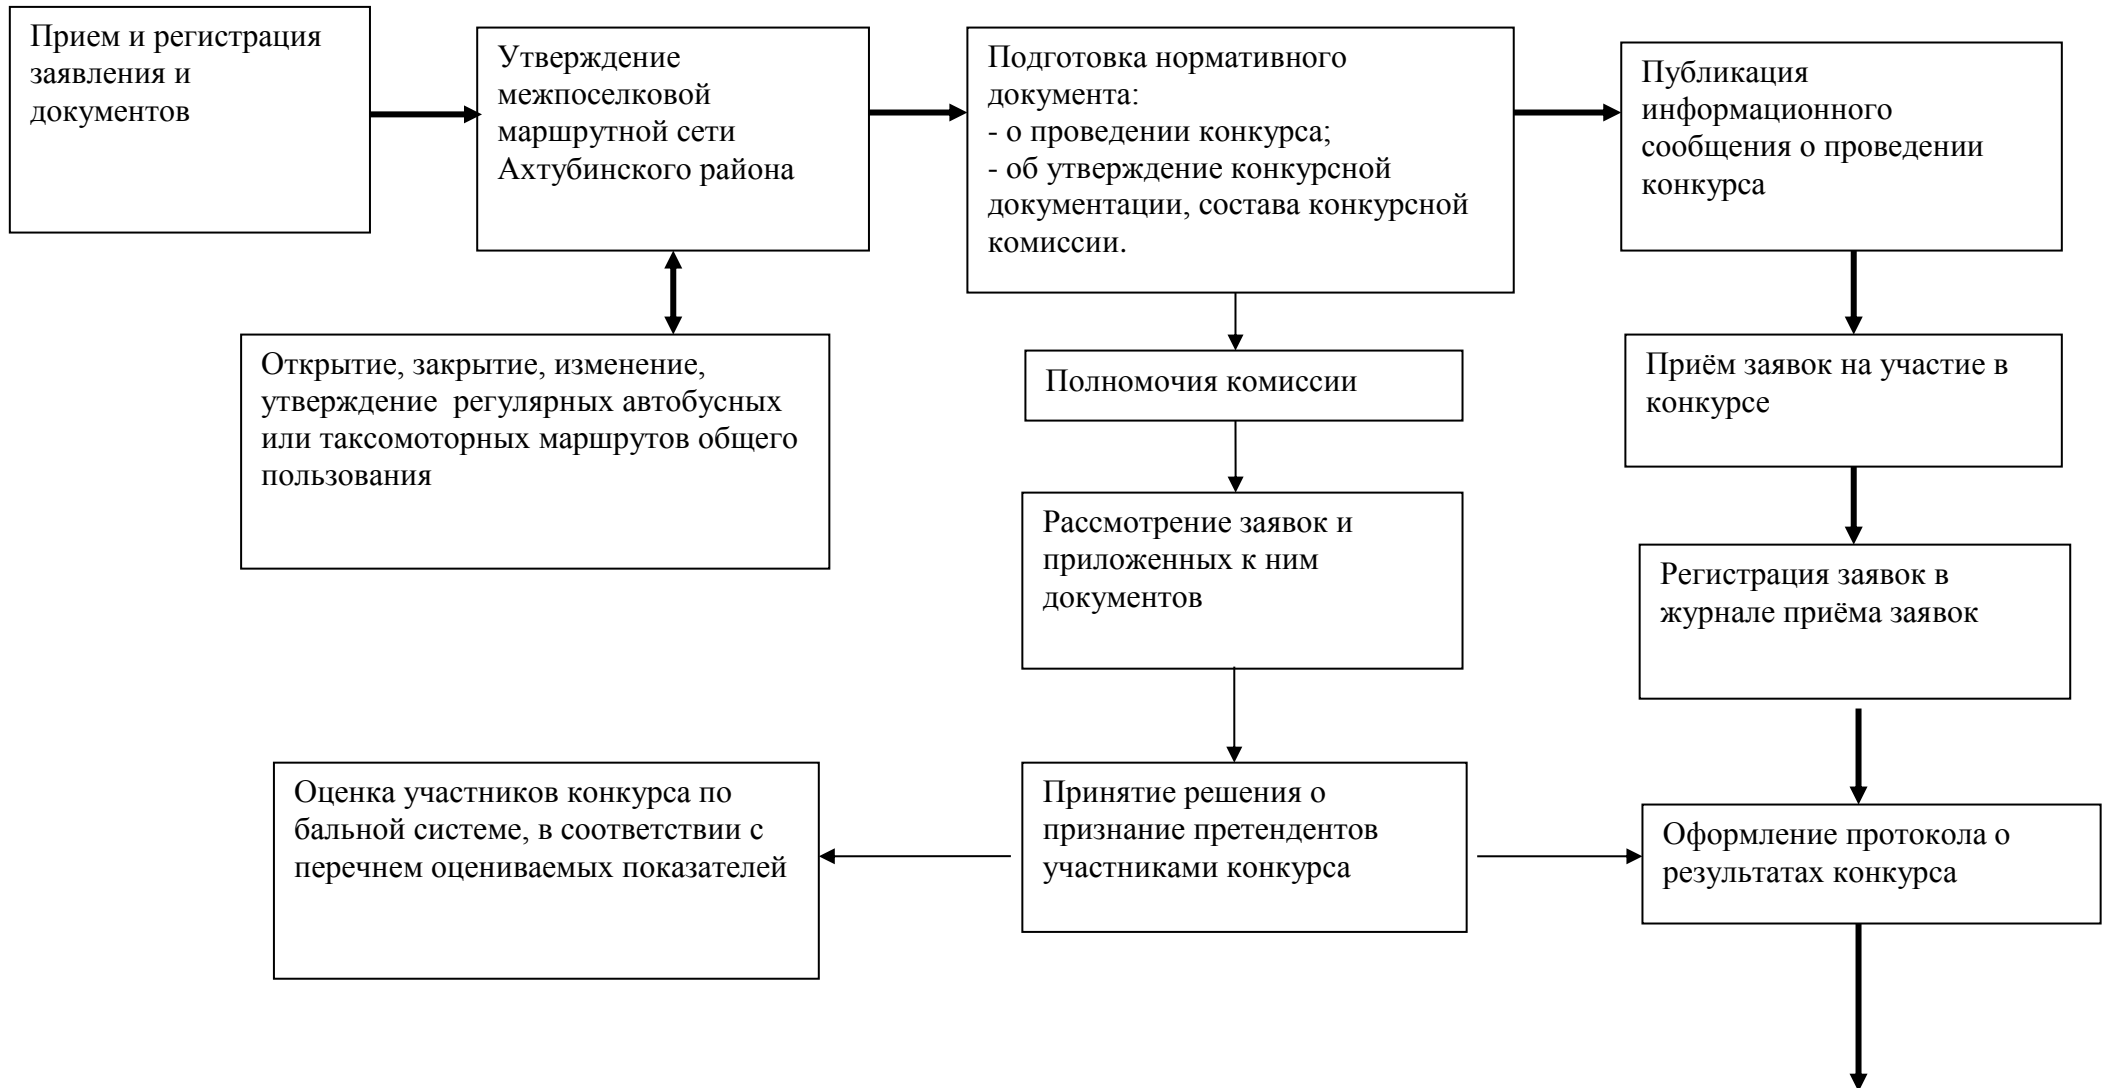 Прием и регистрация
заявления и
документов
Утверждение
межпоселковой
маршрутной сети
Ахтубинского района
Подготовка нормативного
документа:
- о проведении конкурса;
- об утверждение конкурсной
документации, состава конкурсной
комиссии.
Публикация
информационного
сообщения о проведении
конкурса
Открытие, закрытие, изменение,
утверждение  регулярных автобусных
или таксомоторных маршрутов общего
пользования
Полномочия комиссии
Приём заявок на участие в
конкурсе
Рассмотрение заявок и
приложенных к ним
документов
Регистрация заявок в
журнале приёма заявок
Оценка участников конкурса по
бальной системе, в соответствии с
перечнем оцениваемых показателей
Принятие решения о
признание претендентов
участниками конкурса
Оформление протокола о
результатах конкурса